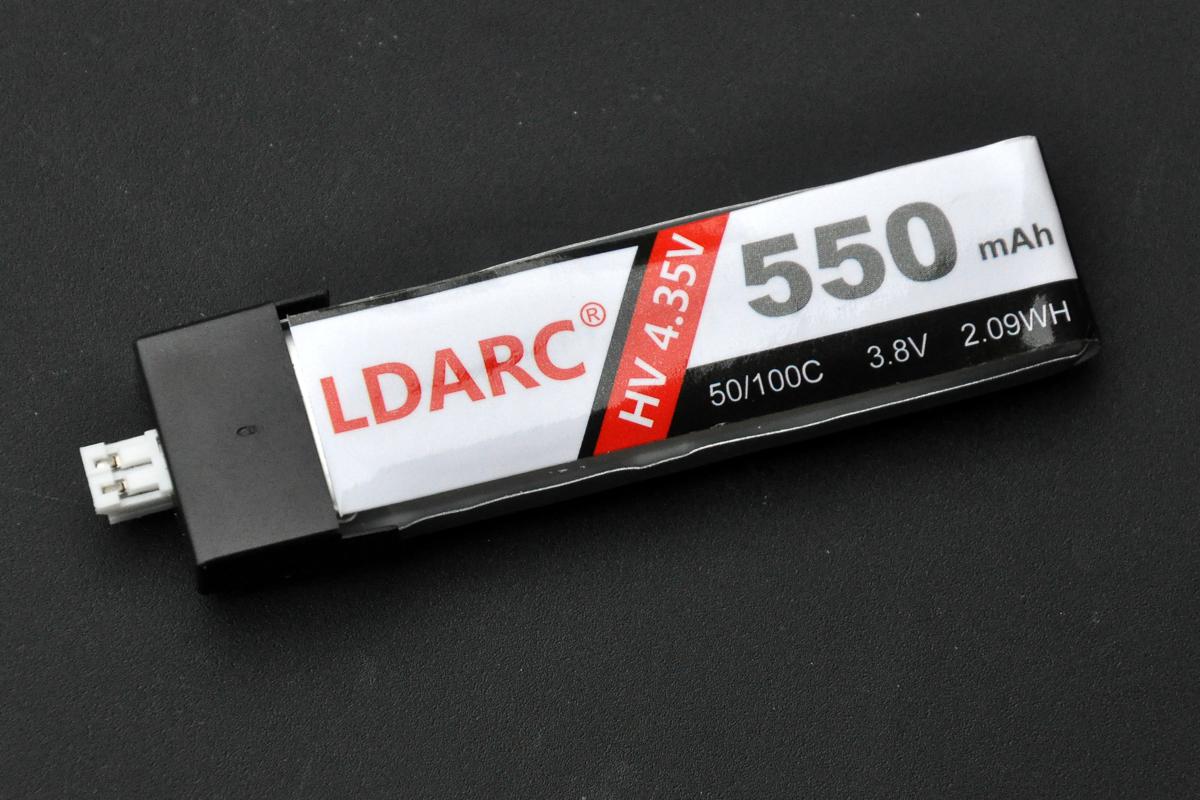 LDARC®
HV 4.35V
550 mAh
50/100C 3.8V 2.09WH